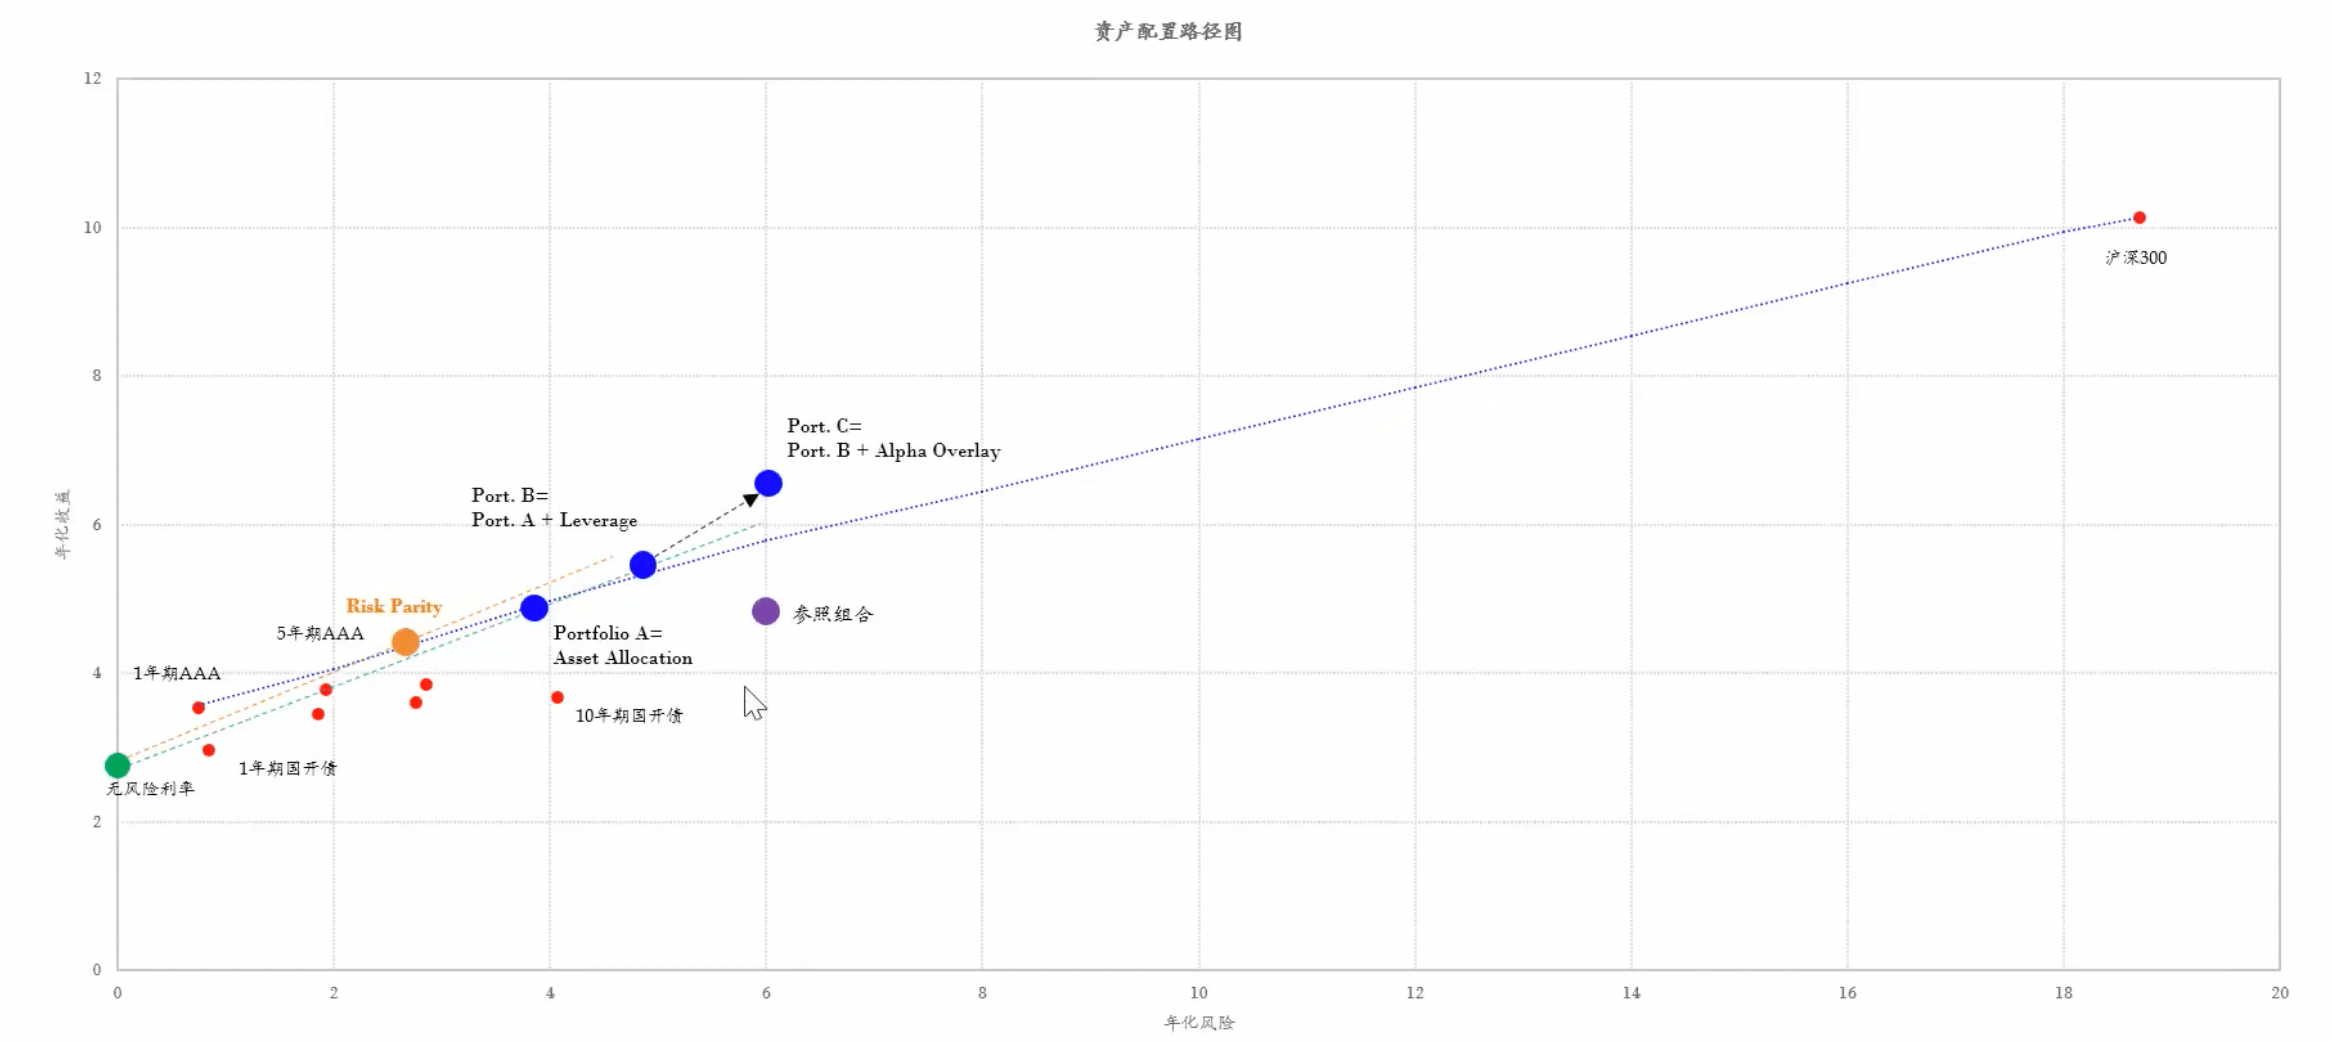 资产配置路径图
12
10
沪深300
8
Port. C=
Port. B + Alpha Overlay
Port. B=
Port. A + Leverage
6
年化收益
Risk Parity
参照组合
5年期AAA
Portfolio A=
Asset Allocation
1年期AAA
4
10年期国开债
1年期国开债
无风险利率
2
0
0 2 4 6 8 10 12 14 16 18 20
年化风险